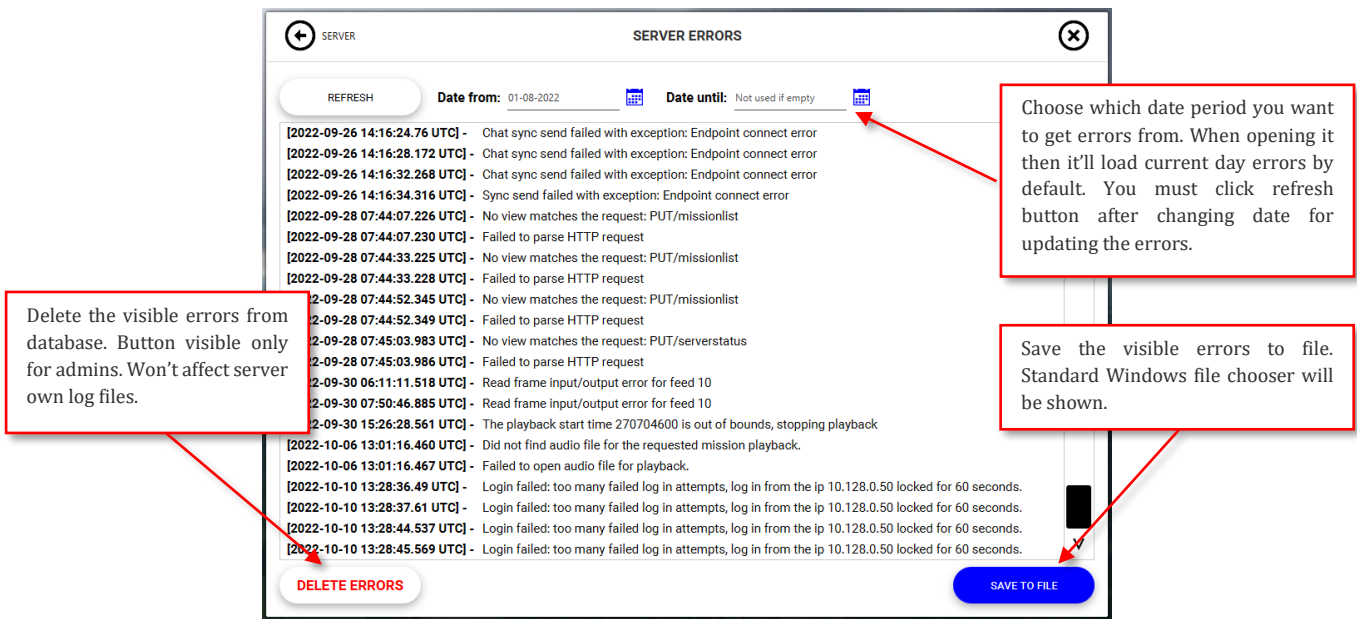 SERVER
SERVER ERRORS
REFRESH
Date from: 01-08-2022
Date until: Not used if empty
[2022-09-26 14:16:24.76 UTC] - Chat sync send failed with exception: Endpoint connect error
[2022-09-26 14:16:28.172 UTC] - Chat sync send failed with exception: Endpoint connect error
[2022-09-26 14:16:32.268 UTC] - Chat sync send failed with exception: Endpoint connect error
[2022-09-26 14:16:34.316 UTC] - Sync send failed with exception: Endpoint connect error
[2022-09-28 07:44:07.226 UTC] - No view matches the request: PUT/missionlist
[2022-09-28 07:44:07.230 UTC] - Failed to parse HTTP request
[2022-09-28 07:44:33.225 UTC] - No view matches the request: PUT/missionlist
[2022-09-28 07:44:33.228 UTC] - Failed to parse HTTP request
2-09-28 07:44:52.345 UTC] - No view matches the request: PUT/missionlist
2-09-28 07:44:52.349 UTC] - Failed to parse HTTP request
2-09-28 07:45:03.983 UTC] - No view matches the request: PUT/serverstatus
2-09-28 07:45:03.986 UTC] - Failed to parse HTTP request
2-09-30 06:11:11.518 UTC] - Read frame input/output error for feed 10
2-09-30 07:50:46.885 UTC] - Read frame input/output error for feed 10
2-09-30 15:26:28.561 UTC] - The playback start time 270704600 is out of bounds, stopping playback
[2022-10-06 13:01:16.460 UTC] - Did not find audio file for the requested mission playback.
[2022-10-06 13:01:16.467 UTC] - Failed to open audio file for playback.
[2022-10-10 13:28:36.49 UTC] - Login failed: too many failed log in attempts, log in from the ip 10.128.0.50 locked for 60 seconds.
[2022-10-10 13:28:37.61 UTC] - Login failed: too many failed log in attempts, log in from the ip 10.128.0.50 locked for 60 seconds.
[2022-10-10 13:28:44.537 UTC] - Login failed: too many failed log in attempts, log in from the ip 10.128.0.50 locked for 60 seconds.
[2022-10-10 13:28:45.569 UTC] - Login failed: too many failed log in attempts, log in from the ip 10.128.0.50 locked for 60 seconds.
DELETE ERRORS
SAVE TO FILE
Choose which date period you want
to get errors from. When opening it
then it'll load current day errors by
default. You must click refresh
button after changing date for
updating the errors.
Delete the visible errors from
database. Button visible only
for admins. Won't affect server
own log files.
Save the visible errors to file.
Standard Windows file chooser will
be shown.